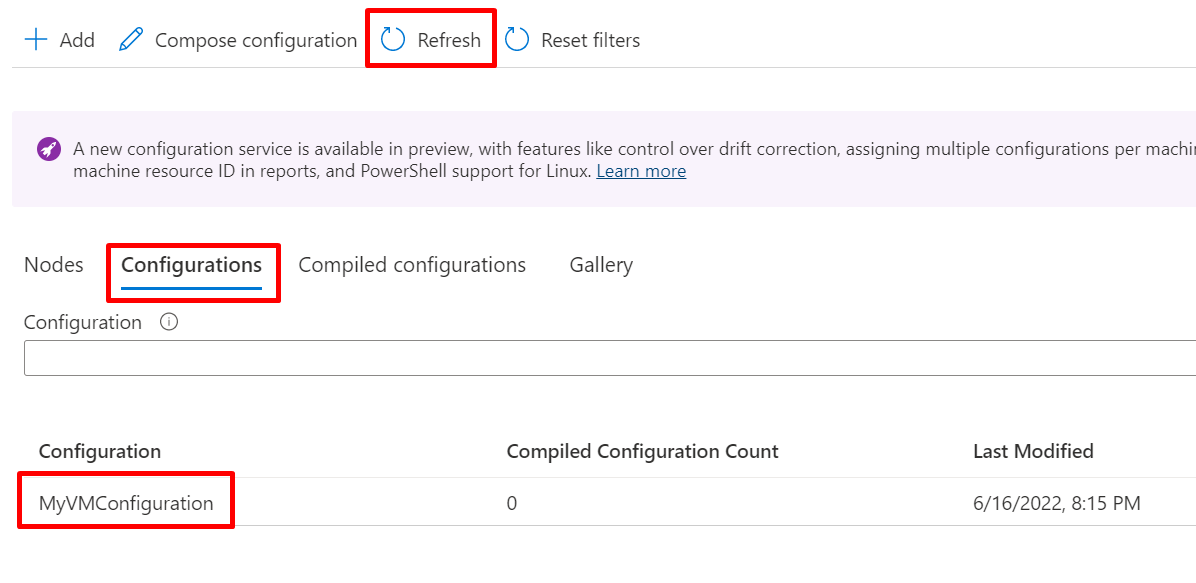 Add Compose configuration Refresh Reset filters
A new configuration service is available in preview, with features like control over drift correction, assigning multiple configurations per
machine resource ID in reports, and PowerShell support for Linux. Learn more
Nodes Configurations Compiled configurations Gallery
Configuration
Configuration Compiled Configuration Count Last Modified
MyVMConfiguration 0 6/16/2022, 8:15 PM